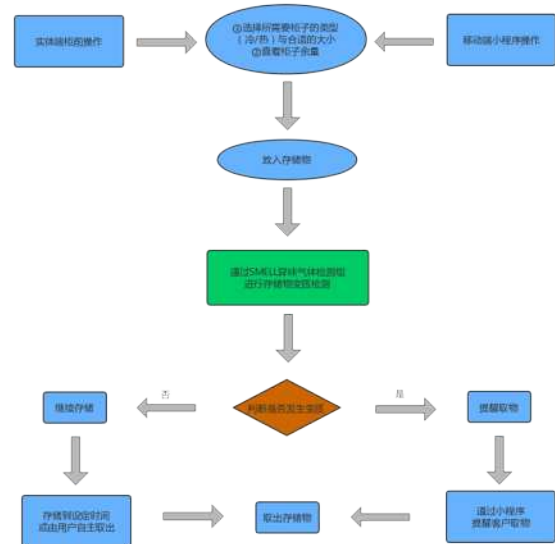 实体端柜前操作
①选择所需要柜子的类型
（冷/热）与合适的大小
②查看柜子余量
移动端小程序操作
放入存储物
通过SMELL异味气体检测组
进行存储物变质检测
否
判断是否发生变质
是
继续存储
提醒取物
存储到设定时间
或由用户自主取出
取出存储物
通过小程序
提醒客户取物